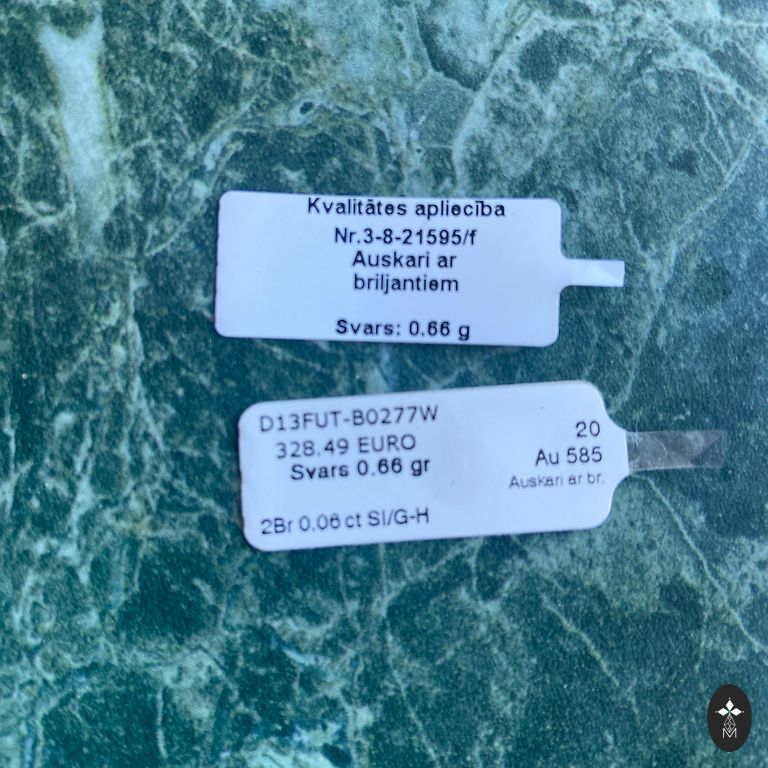 Kvalitātes apliecība
Nr.3-8-21595/f
Auskari ar
briljantiem
Svars: 0.66 g
D13FUT-B0277W
328.49 EURO
Svars 0.66 gr
2Br 0.06 ct SI/G-H
20
Au 585
Auskari ar br.
M